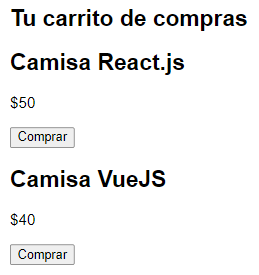 Tu carrito de compras
Camisa React.js
$50
Comprar
Camisa VueJS
$40
Comprar